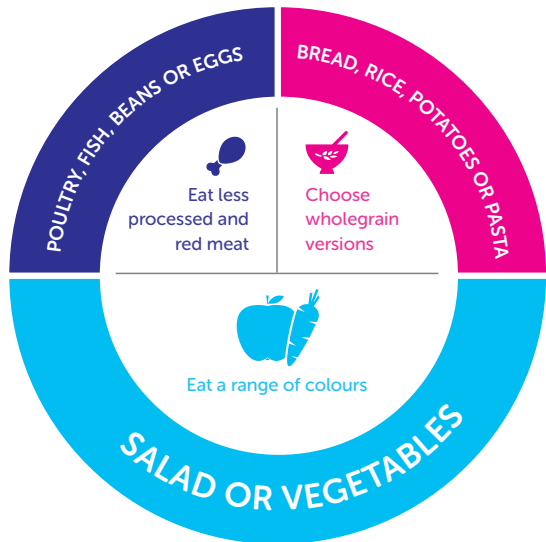 POULTRY, FISH, BEANS OR EGGS
BREAD, RICE, POTATOES OR PASTA
Eat less
processed and
red meat
Choose
wholegrain
versions
Eat a range of colours
SALAD OR VEGETABLES